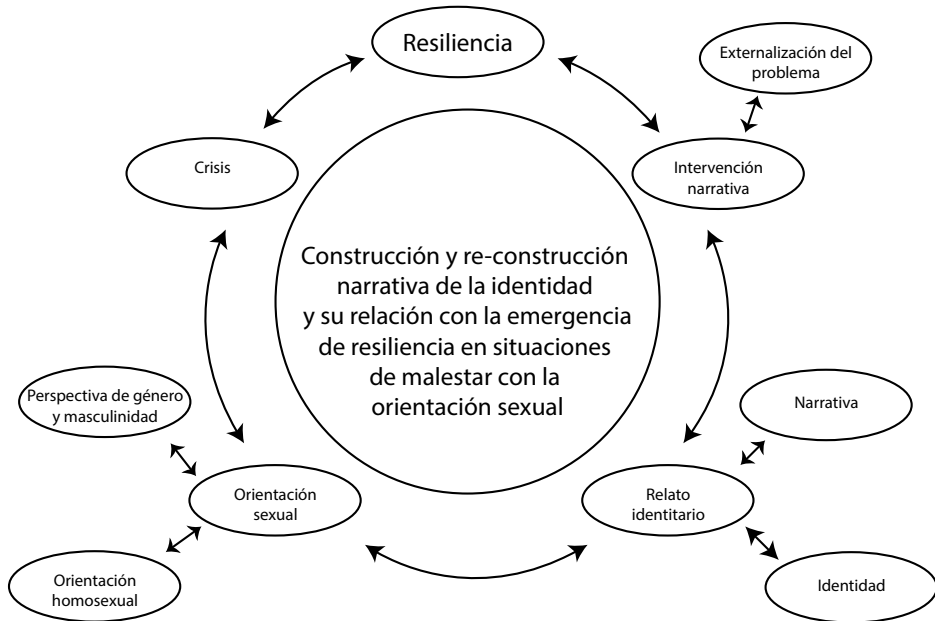 Resiliencia
Externalización del
problema
Crisis
Intervención
narrativa
Construcción y re-construcción
narrativa de la identidad
y su relación con la emergencia
de resiliencia en situaciones
de malestar con la
orientación sexual
Perspectiva de género
y masculinidad
Narrativa
Orientación
sexual
Relato
identitario
Orientación
homosexual
Identidad